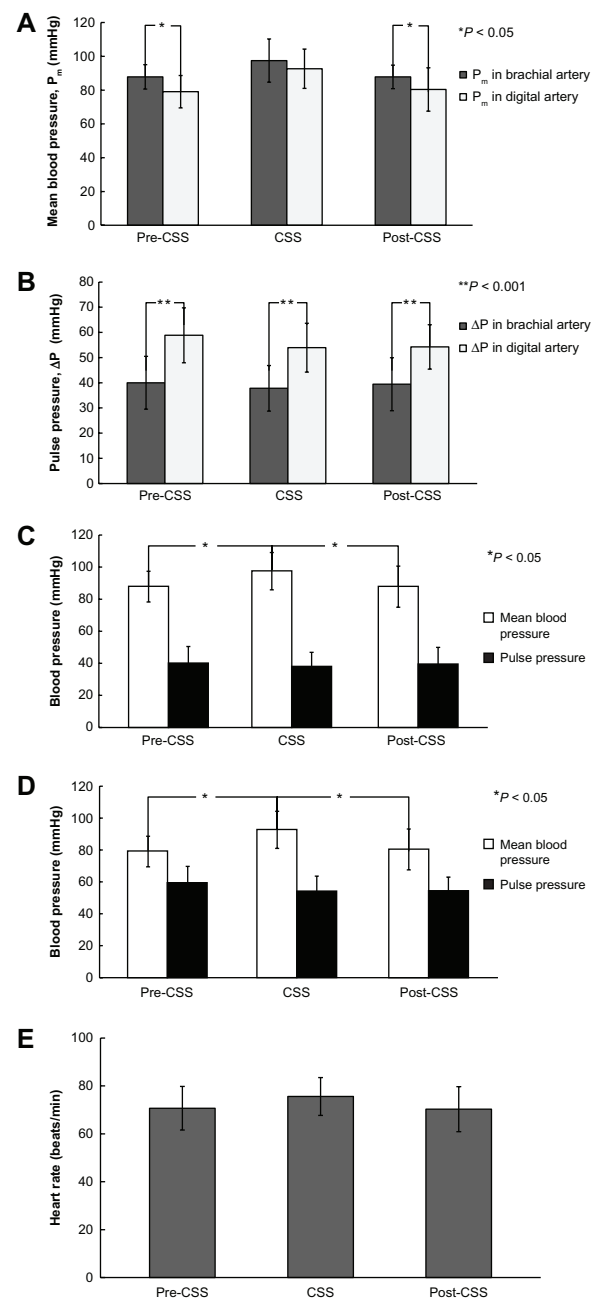 A
Mean blood pressure, Pm (mmHg)
120
100
80
60
40
20
0
*
*
Pre-CSS
CSS
Post-CSS
*P < 0.05
Pm in brachial artery
Pm in digital artery
B
Pulse pressure, ΔP (mmHg)
80
70
60
50
40
30
20
10
0
**
**
**
Pre-CSS
CSS
Post-CSS
**P < 0.001
ΔP in brachial artery
ΔP in digital artery
C
Blood pressure (mmHg)
120
100
80
60
40
20
0
*
*
Pre-CSS
CSS
Post-CSS
*P < 0.05
Mean blood
pressure
Pulse pressure
D
Blood pressure (mmHg)
120
100
80
60
40
20
0
*
*
Pre-CSS
CSS
Post-CSS
*P < 0.05
Mean blood
pressure
Pulse pressure
E
Heart rate (beats/min)
100
80
60
40
20
0
Pre-CSS
CSS
Post-CSS